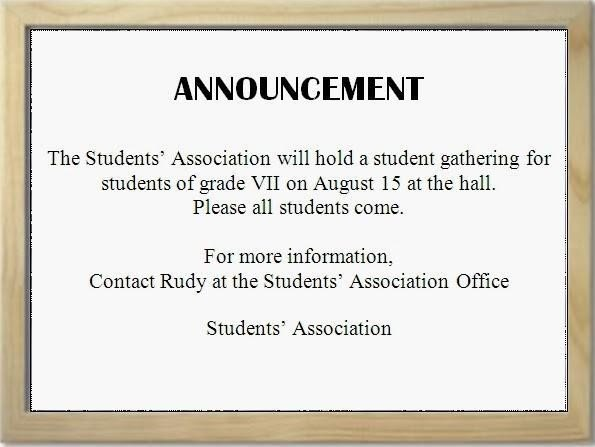 ANNOUNCEMENT
The Students’ Association will hold a student gathering for
students of grade VII on August 15 at the hall.
Please all students come.
For more information,
Contact Rudy at the Students’ Association Office
Students’ Association